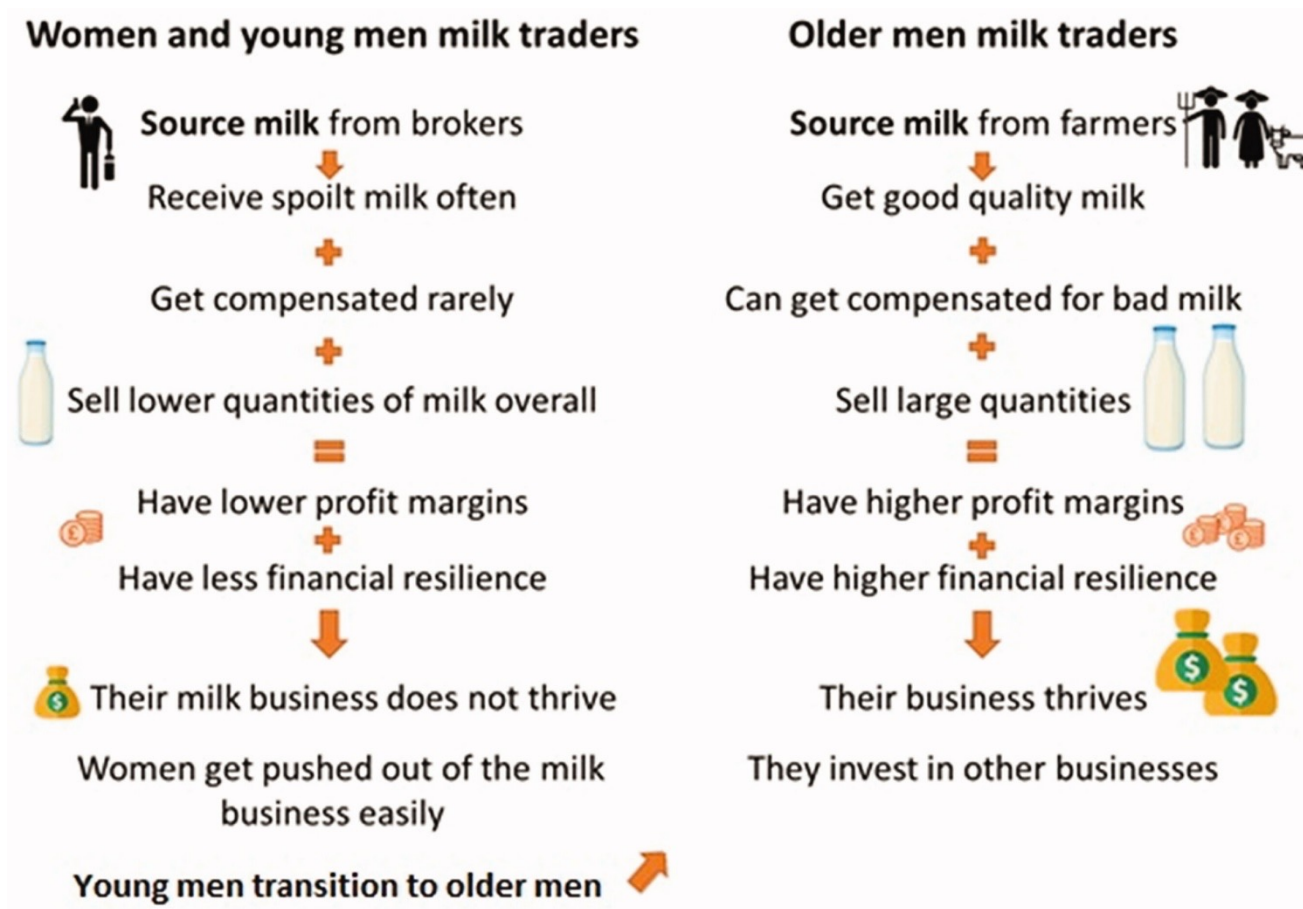 Women and young men milk traders
Source milk from brokers
Receive spoilt milk often
Get compensated rarely
Sell lower quantities of milk overall
Have lower profit margins
£
Have less financial resilience
$ Their milk business does not thrive
Women get pushed out of the milk
business easily
Young men transition to older men
Older men milk traders
Source milk from farmers
Get good quality milk
Can get compensated for bad milk
Sell large quantities
Have higher profit margins
£ £ £
Have higher financial resilience
$ $
Their business thrives
They invest in other businesses